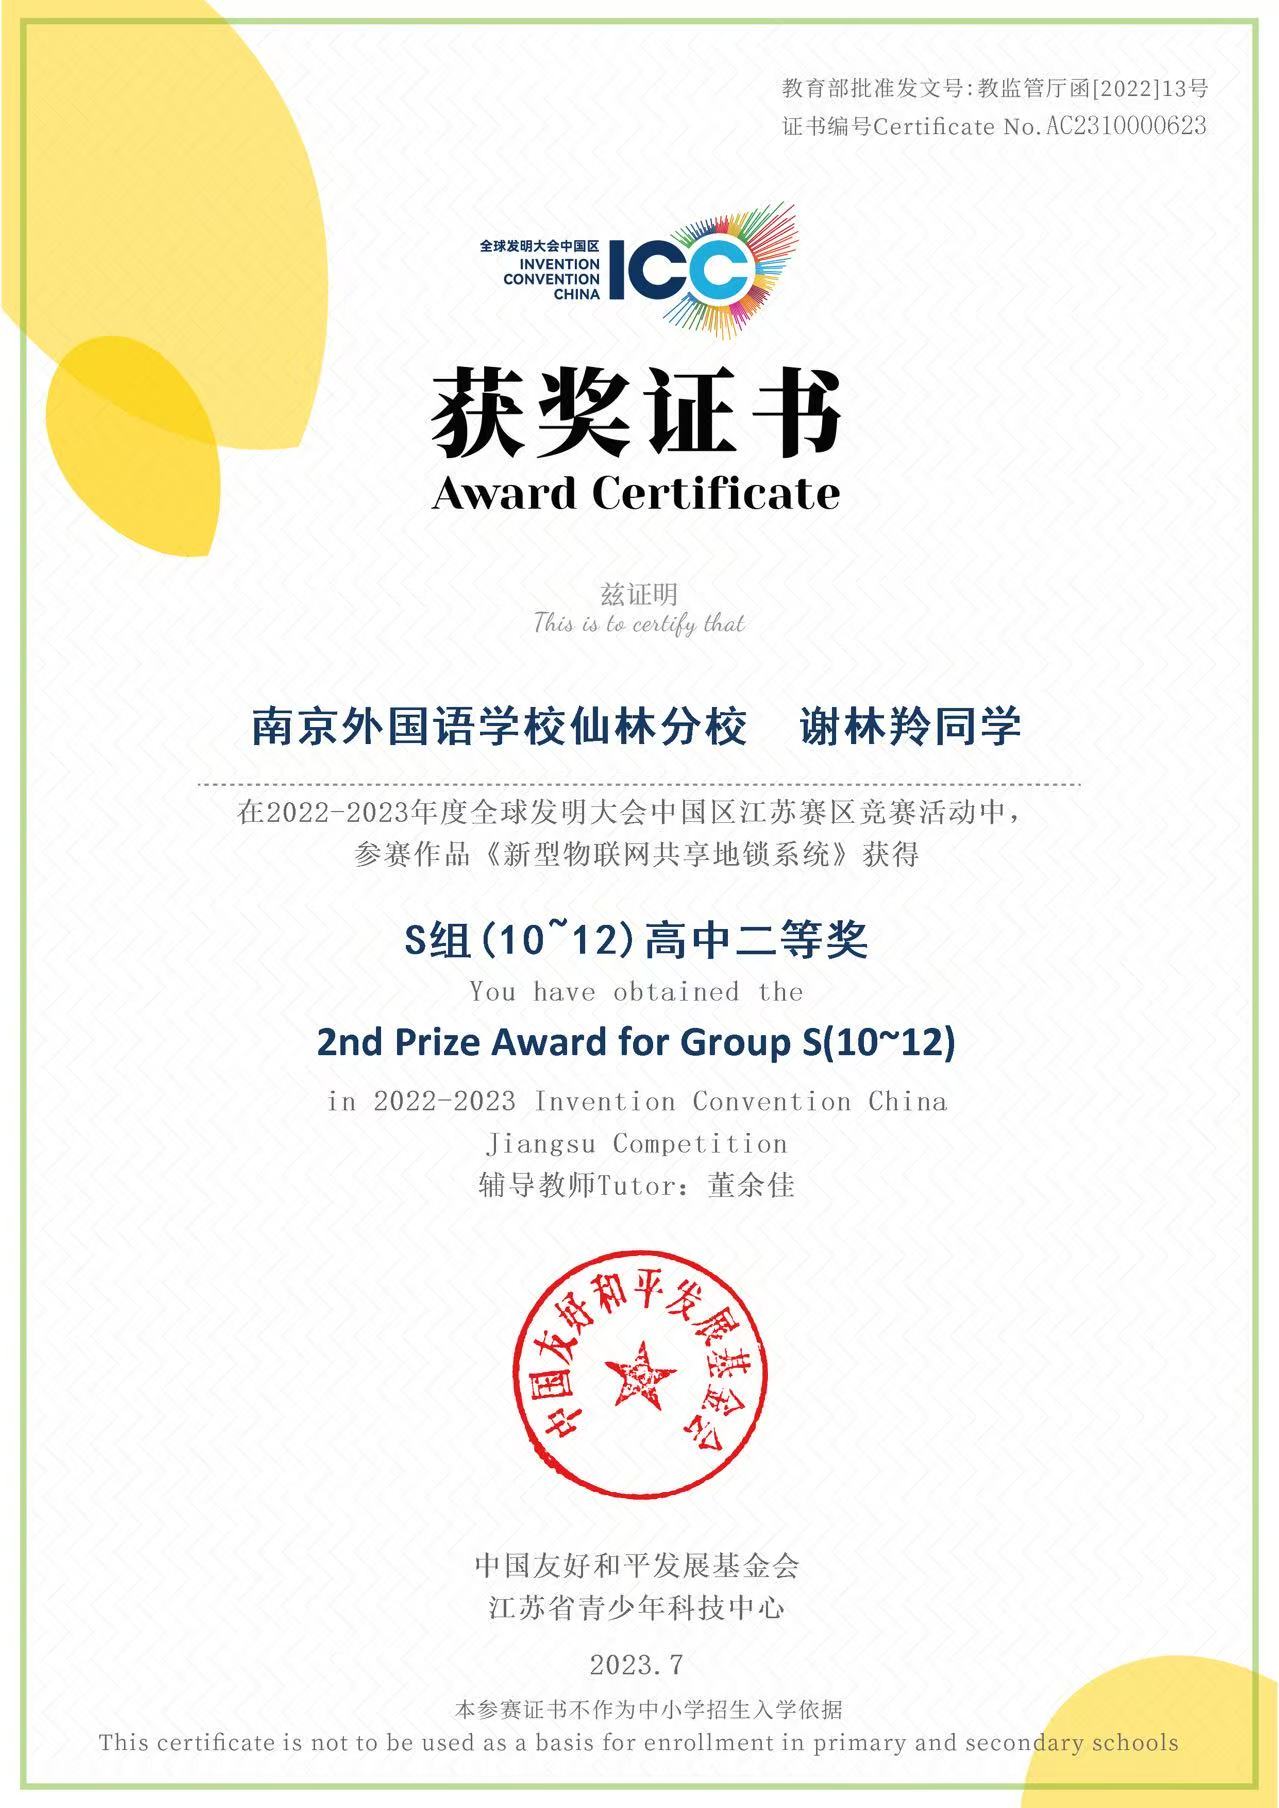 教育部批准发文号：教监管厅函[2022]13号
证书编号Certificate No. AC2310000623
全球发明大会中国区
INVENTION
CONVENTION
CHINA
ICC
获奖证书
Award Certificate
兹证明
This is to certify that
南京外国语学校仙林分校 谢林羚同学
在2022-2023年度全球发明大会中国区江苏赛区竞赛活动中，
参赛作品《新型物联网共享地锁系统》获得
S组(10~12)高中二等奖
You have obtained the
2nd Prize Award for Group S(10~12)
in 2022-2023 Invention Convention China
Jiangsu Competition
辅导教师Tutor：董余佳
中国友好和平发展基金会
中国友好和平发展基金会
江苏省青少年科技中心
2023.7
本参赛证书不作为中小学招生入学依据
This certificate is not to be used as a basis for enrollment in primary and secondary schools